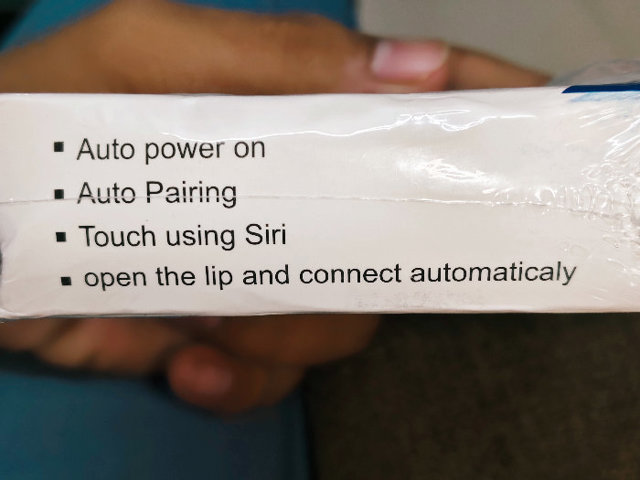 ▪ Auto power on
▪ Auto Pairing
▪ Touch using Siri
▪ open the lip and connect automaticaly